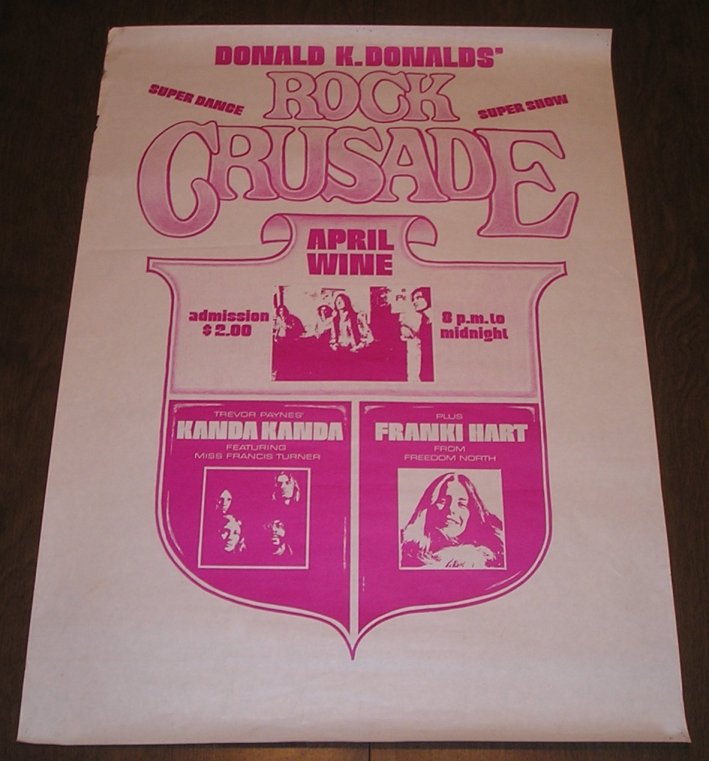 DONALD K. DONALDS'
SUPER DANCE
ROCK
SUPER SHOW
CRUSADE
APRIL
WINE
admission
$ 2.00
8 p.m. to
midnight
TREVOR PAYNES'
KANDA KANDA
FEATURING
MISS FRANCIS TURNER
PLUS
FRANKI HART
FROM
FREEDOM NORTH